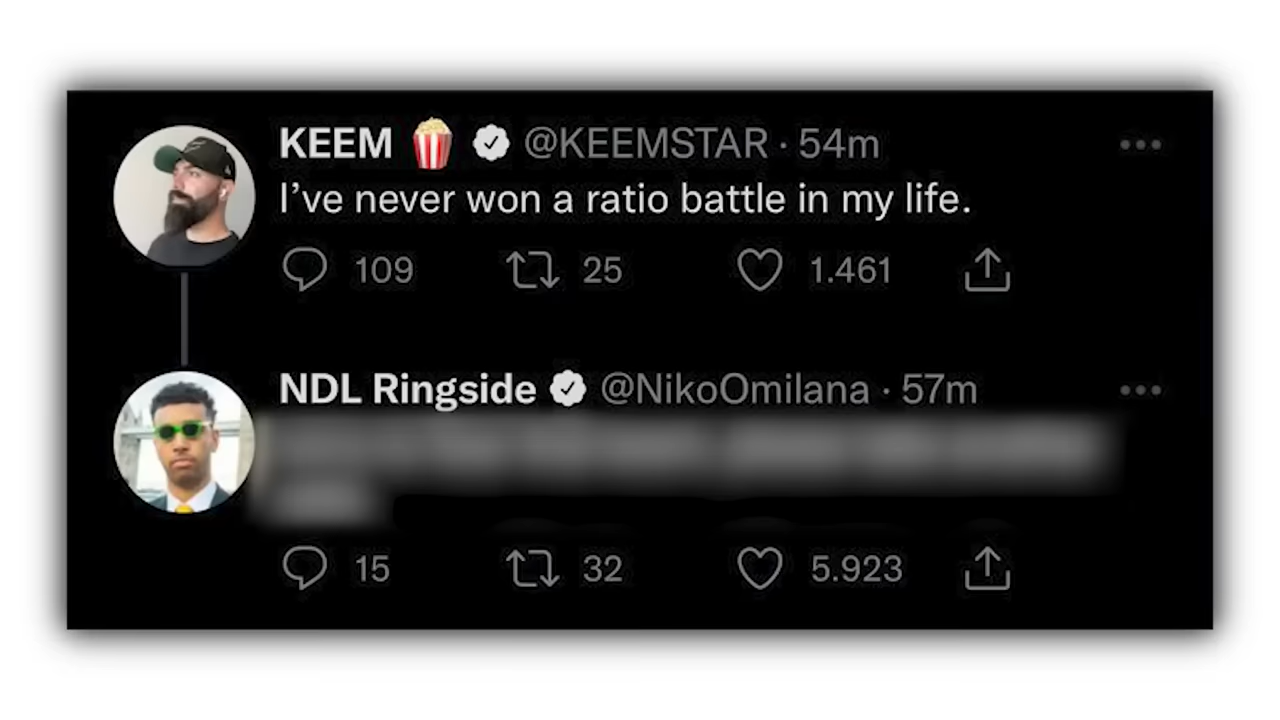 KEEM 🍿 @KEEMSTAR · 54m
I’ve never won a ratio battle in my life.
109 25 1.461
NDL Ringside @NikoOmilana · 57m
15 32 5.923